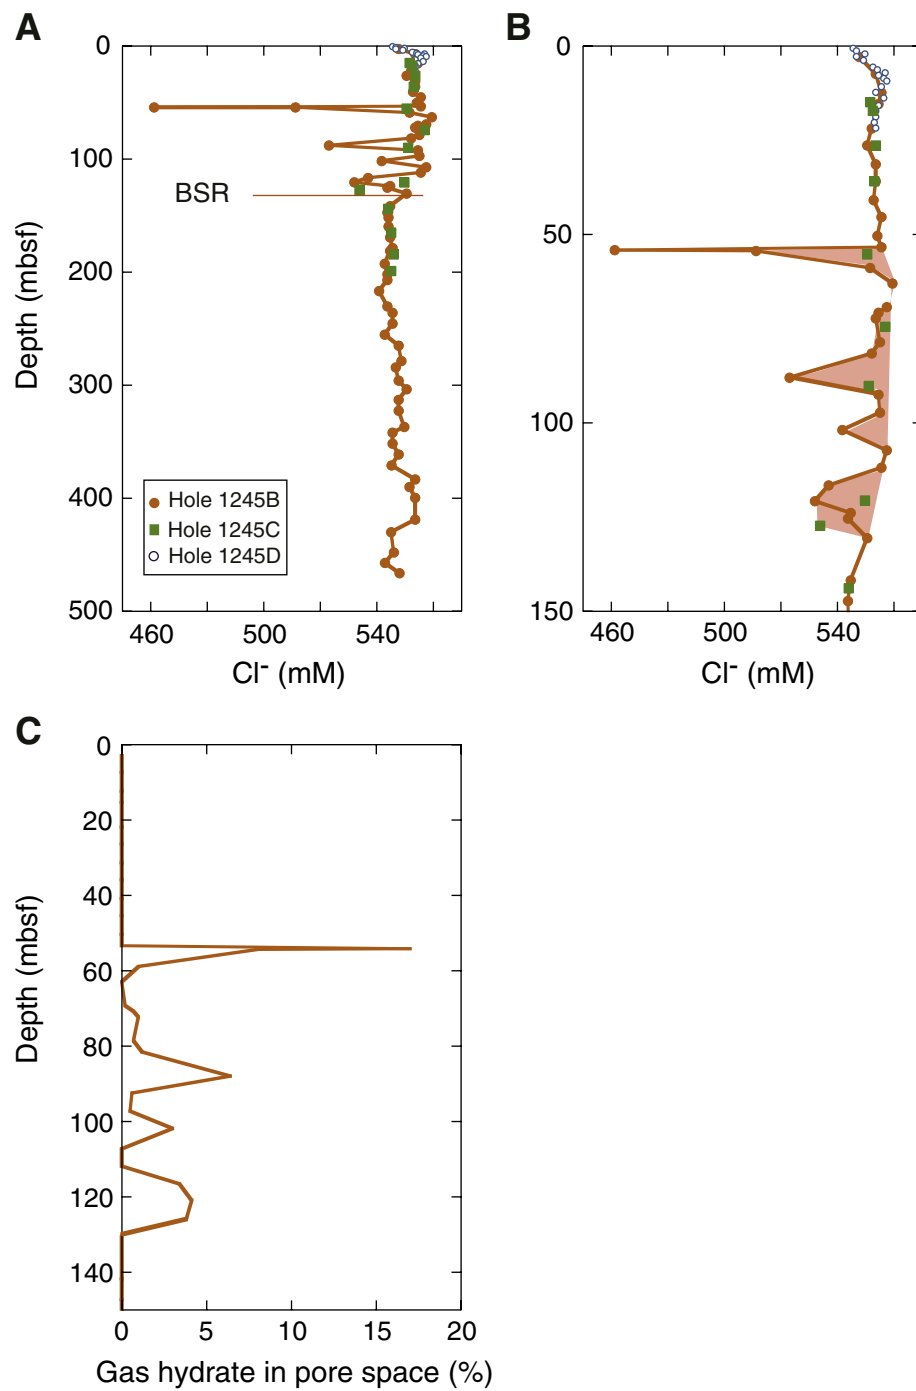 A
0
100
200
300
400
500
Depth (mbsf)
BSR
Hole 1245B
Hole 1245C
Hole 1245D
460
500
540
Cl⁻ (mM)
B
0
50
100
150
460
500
540
Cl⁻ (mM)
C
0
20
40
60
80
100
120
140
Depth (mbsf)
0
5
10
15
20
Gas hydrate in pore space (%)